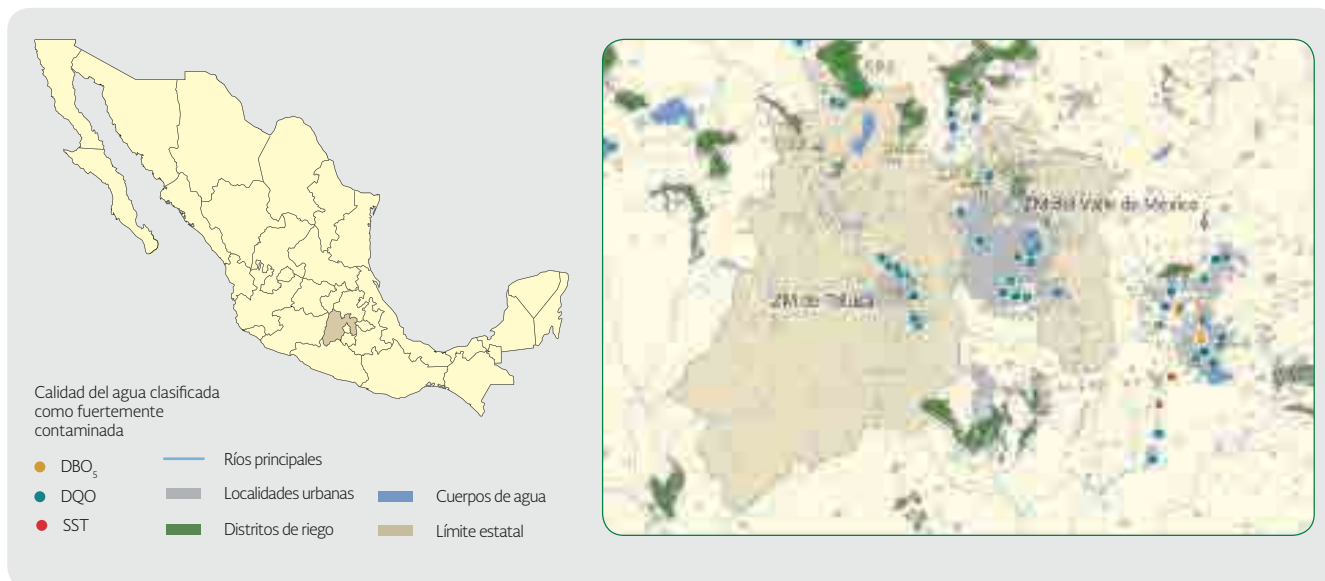 Calidad del agua clasificada
como fuertemente
contaminada
DBO5
DQO
SST
Ríos principales
Localidades urbanas
Distritos de riego
Cuerpos de agua
Límite estatal
ZM del Valle de México
ZM de Toluca